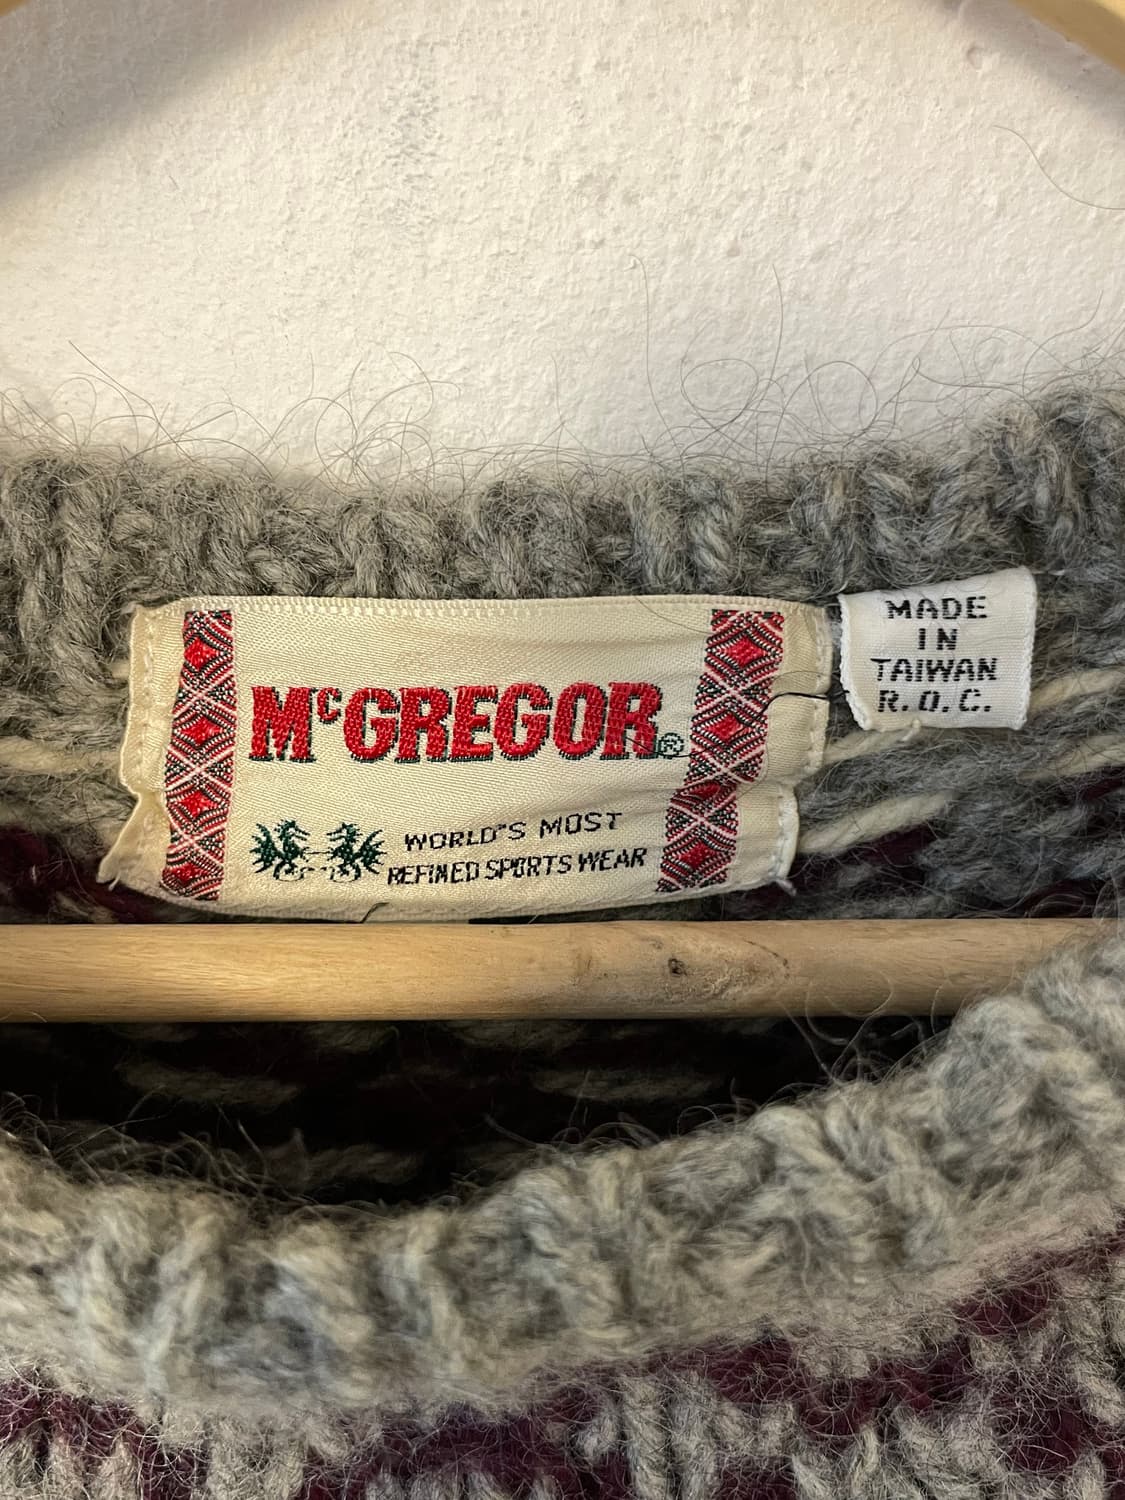 McGREGOR®
WORLD'S MOST
REFINED SPORTS WEAR
MADE
IN
TAIWAN
R.O.C.